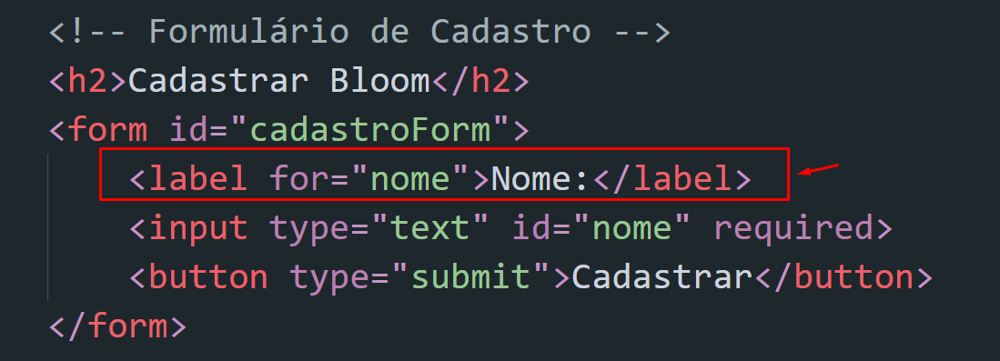 <!-- Formulário de Cadastro -->
<h2>Cadastrar Bloom</h2>
<form id="cadastroForm">
<label for="nome">Nome:</label>
<input type="text" id="nome" required>
<button type="submit">Cadastrar</button>
</form>